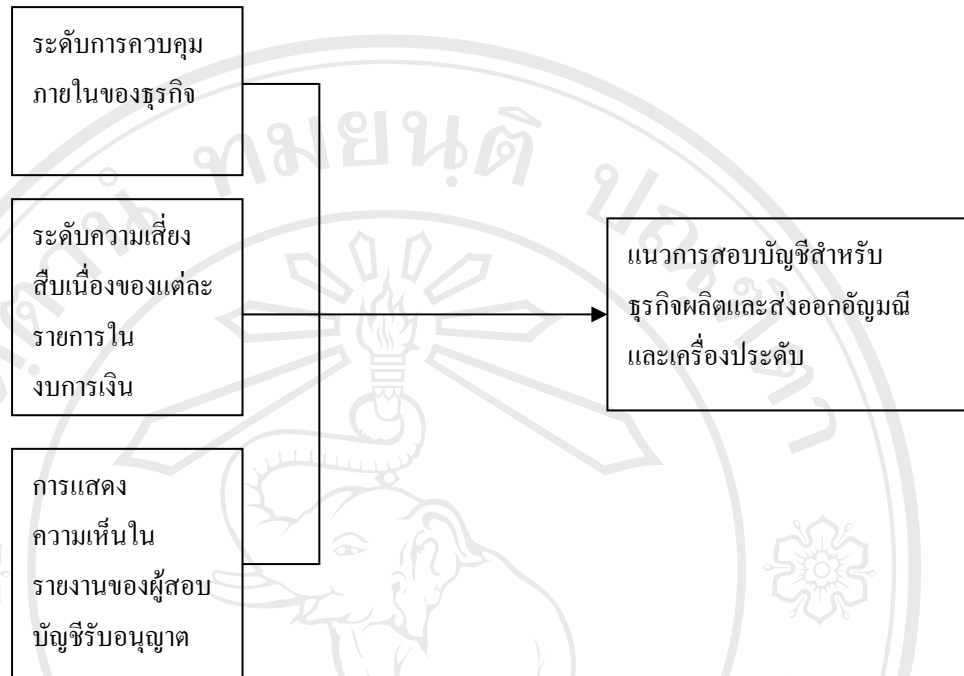 ระดับการควบคุม
ภายในของธุรกิจ
ระดับความเสี่ยง
สืบเนื่องของแต่ละ
รายการใน
งบการเงิน
การแสดง
ความเห็นใน
รายงานของผู้สอบ
บัญชีรับอนุญาต
แนวการสอบบัญชีสำหรับ
ธุรกิจผลิตและส่งออกอัญมณี
และเครื่องประดับ